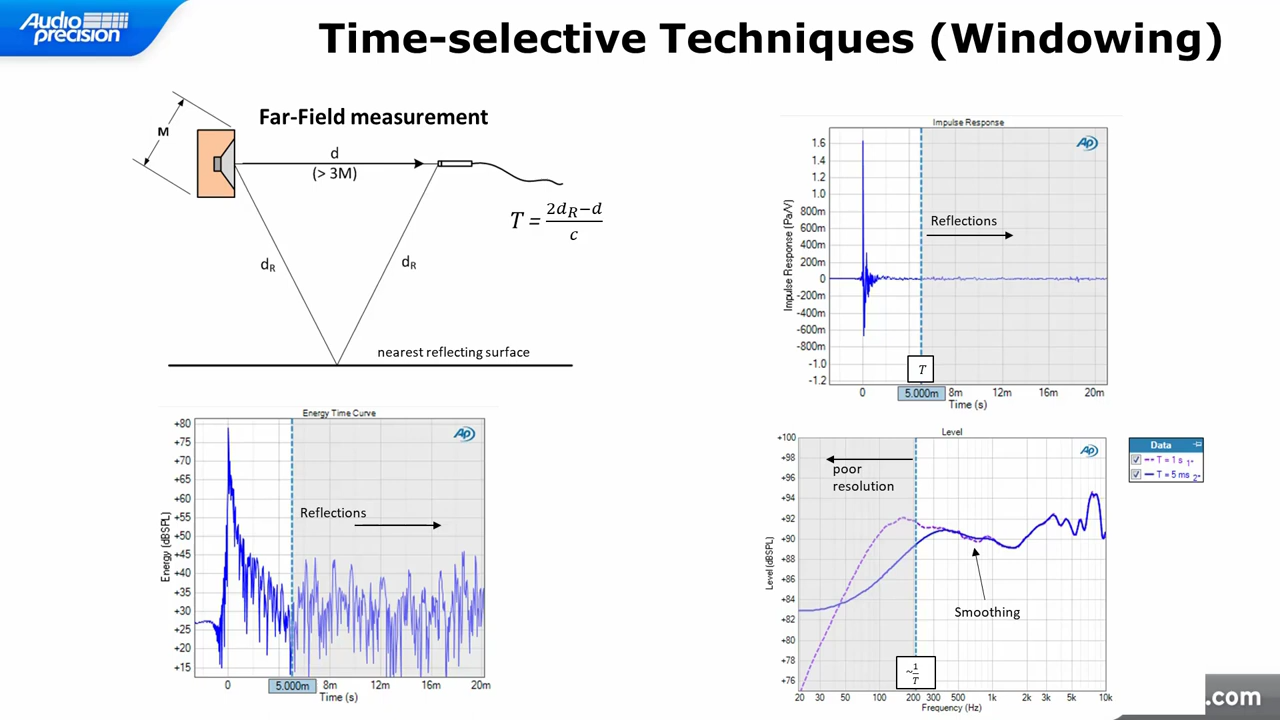 Audio
precision
Time-selective Techniques (Windowing)
Far-Field measurement
M
d
(> 3M)
T = 2d_R−d / c
d_R
d_R
nearest reflecting surface
Impulse Response
Impulse Response (Pa/V)
1.6
1.4
1.2
1.0
800m
600m
400m
200m
0
-200m
-400m
-600m
-800m
-1.0
-1.2
AP
Reflections
T
0
5.000m
8m
12m
16m
20m
Time (s)
Energy Time Curve
Energy (dBSPL)
+80
+75
+70
+65
+60
+55
+50
+45
+40
+35
+30
+25
+20
+15
AP
Reflections
0
5.000m
8m
12m
16m
20m
Time (s)
Level
Level (dBSPL)
+100
+98
+96
+94
+92
+90
+88
+86
+84
+82
+80
+78
+76
AP
poor
resolution
Smoothing
~1/T
20 30 50 100 200 300 500 1k 2k 3k 5k 10k
Frequency (Hz)
Data
T = 1 s 1*
T = 5 ms 2*
.com